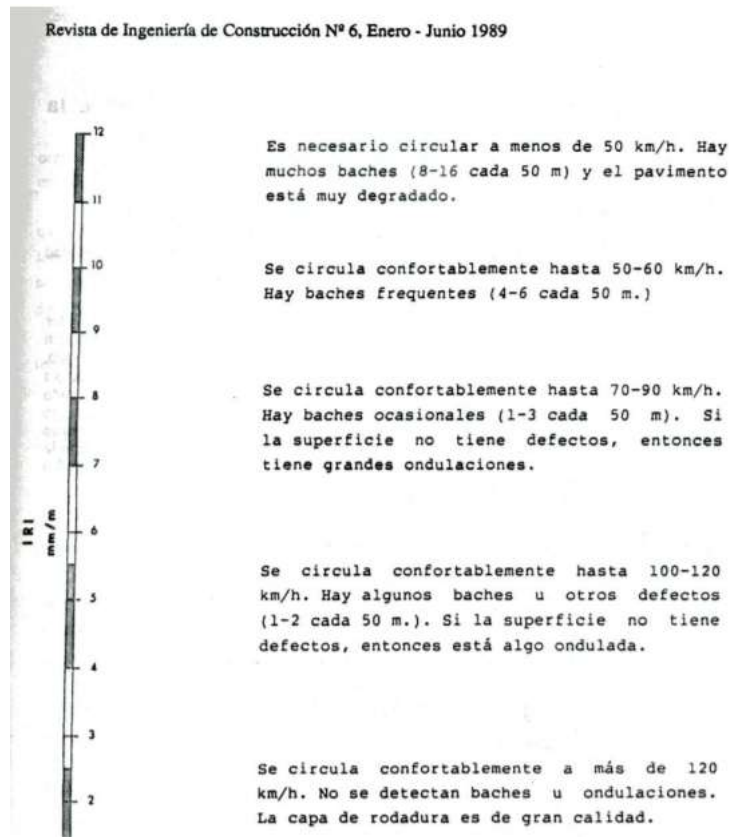 Revista de Ingeniería de Construcción Nº 6, Enero - Junio 1989
12
Es necesario circular a menos de 50 km/h. Hay
muchos baches (8-16 cada 50 m) y el pavimento
está muy degradado.
11
10
Se circula confortablemente hasta 50-60 km/h.
Hay baches frequentes (4-6 cada 50 m.)
9
8
Se circula confortablemente hasta 70-90 km/h.
Hay baches ocasionales (1-3 cada 50 m). Si
la superficie no tiene defectos, entonces
tiene grandes ondulaciones.
7
IRI
mm/m
6
Se circula confortablemente hasta 100-120
km/h. Hay algunos baches u otros defectos
(1-2 cada 50 m.). Si la superficie no tiene
defectos, entonces está algo ondulada.
5
4
3
Se circula confortablemente a más de 120
km/h. No se detectan baches u ondulaciones.
La capa de rodadura es de gran calidad.
2